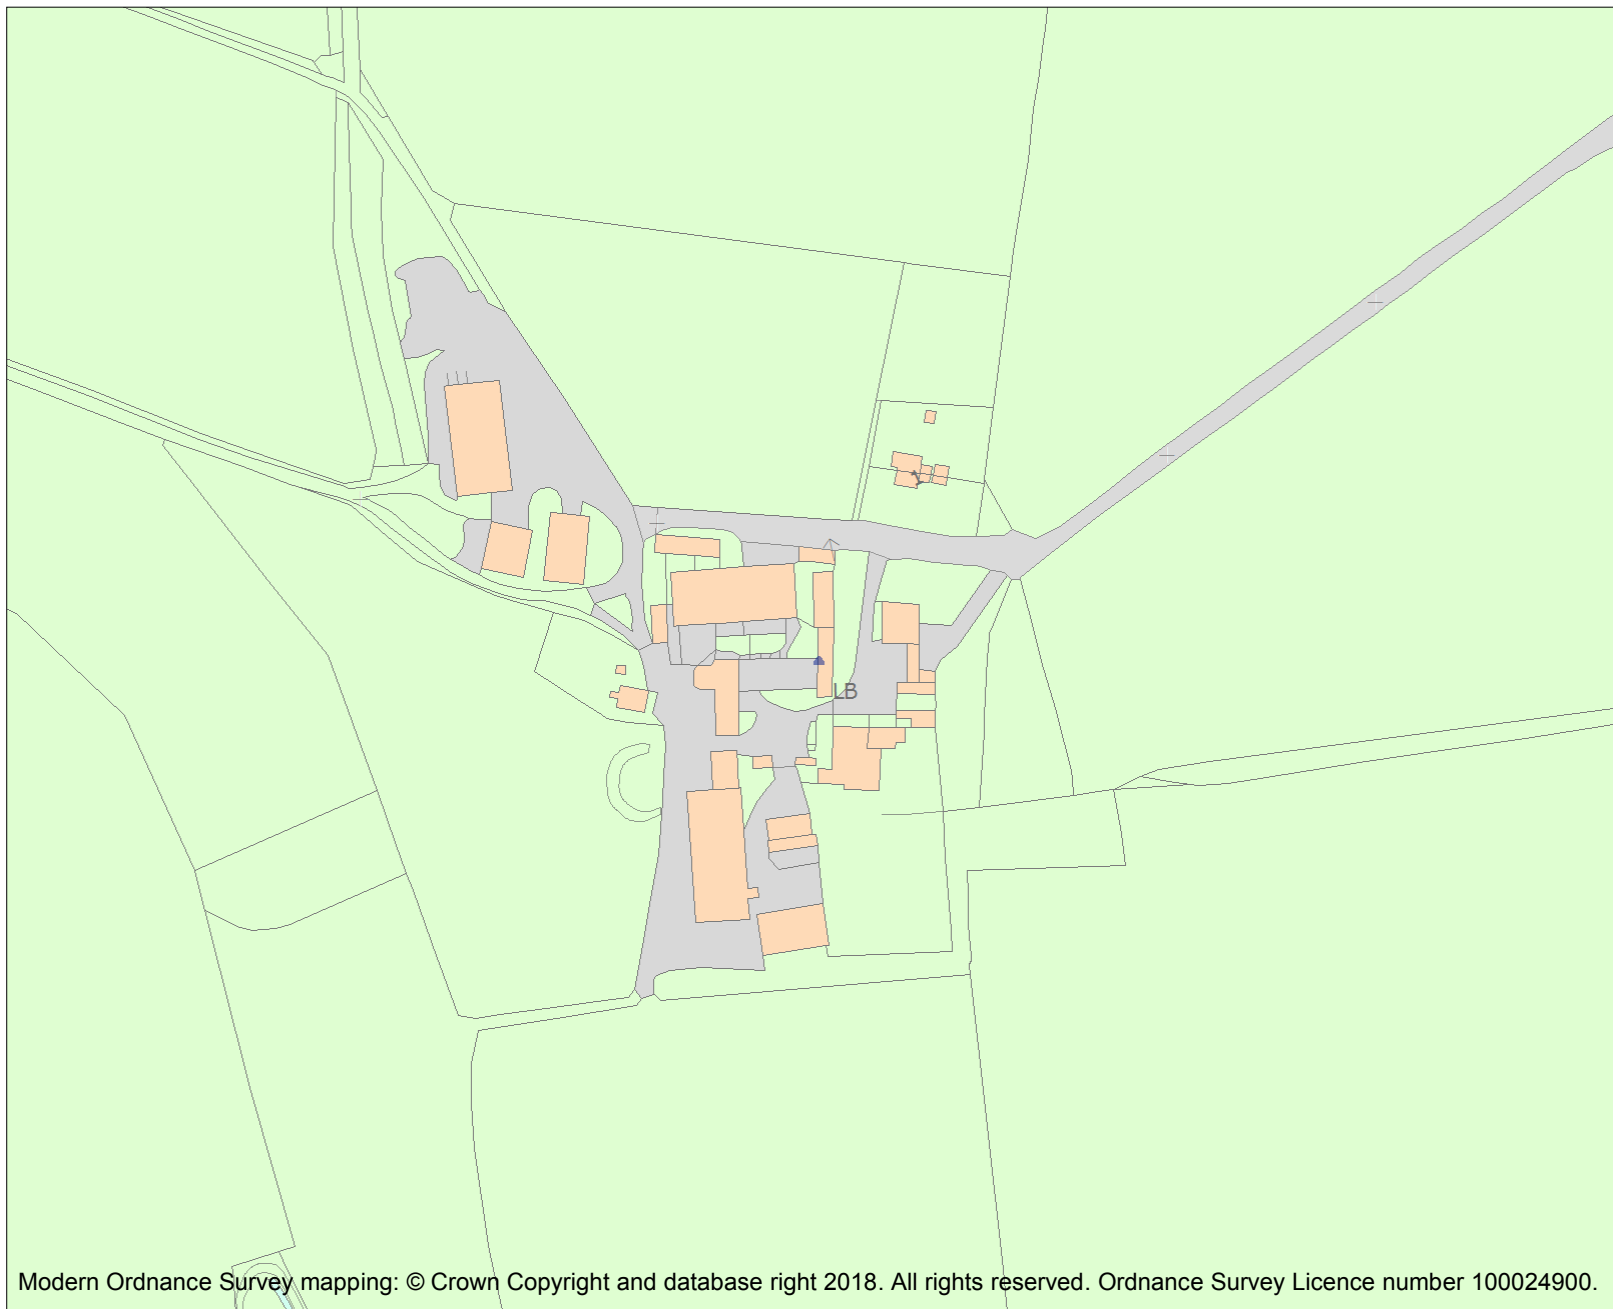 LB
Modern Ordnance Survey mapping: © Crown Copyright and database right 2018. All rights reserved. Ordnance Survey Licence number 100024900.